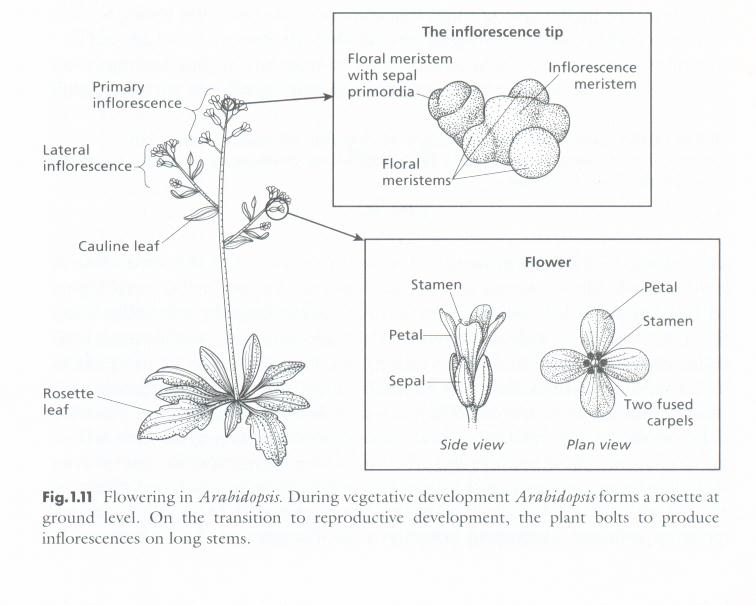 The inflorescence tip
Floral meristem
with sepal
primordia
Inflorescence
meristem
Floral
meristems
Primary
inflorescence
Lateral
inflorescence
Cauline leaf
Rosette
leaf
Flower
Stamen
Petal
Sepal
Side view
Petal
Stamen
Two fused
carpels
Plan view
Fig.1.11 Flowering in Arabidopsis. During vegetative development Arabidopsis forms a rosette at
ground level. On the transition to reproductive development, the plant bolts to produce
inflorescences on long stems.